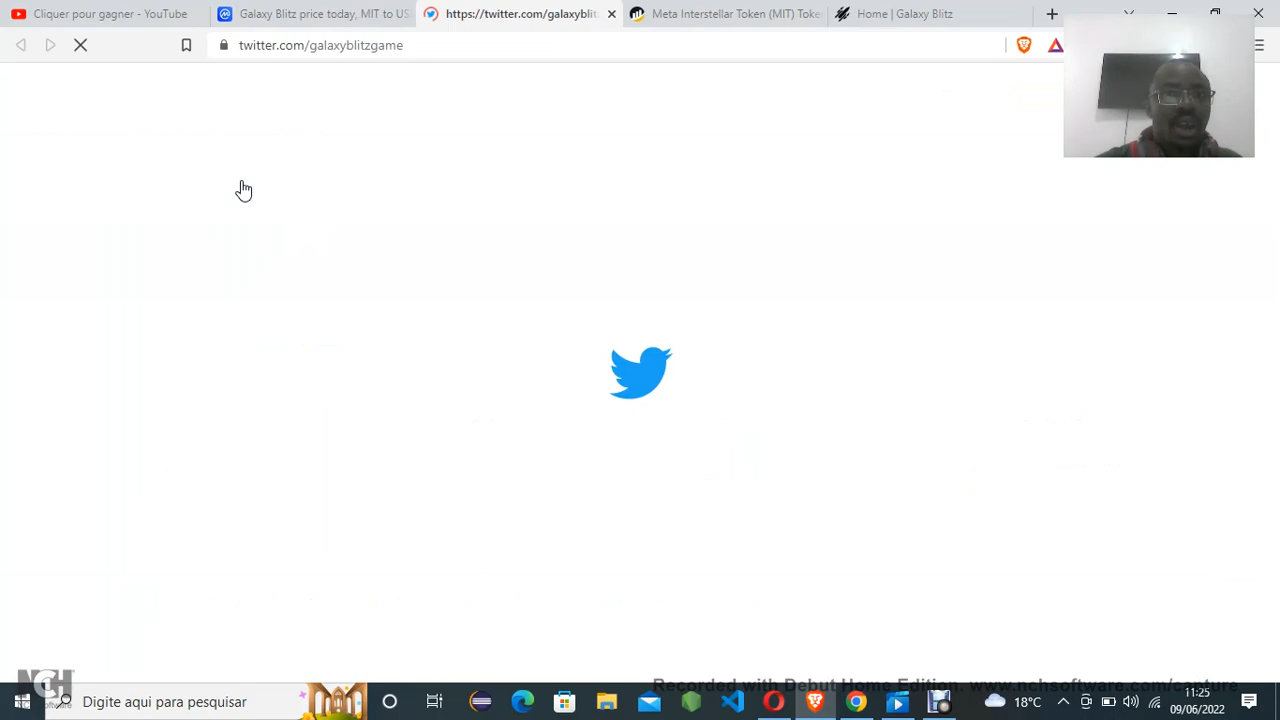 Cliquer pour gagner - YouTube
Galaxy Blitz price today, MIT to US
https://twitter.com/galaxyblitz
Meta Interstellar Token (MIT) Toke
Home | Galaxy Blitz
twitter.com/galaxyblitzgame
NCH
Recorded with Debut Home Edition. www.nchsoftware.com/capture
Digite aqui para pesquisar
18°C
11:25
09/06/2022